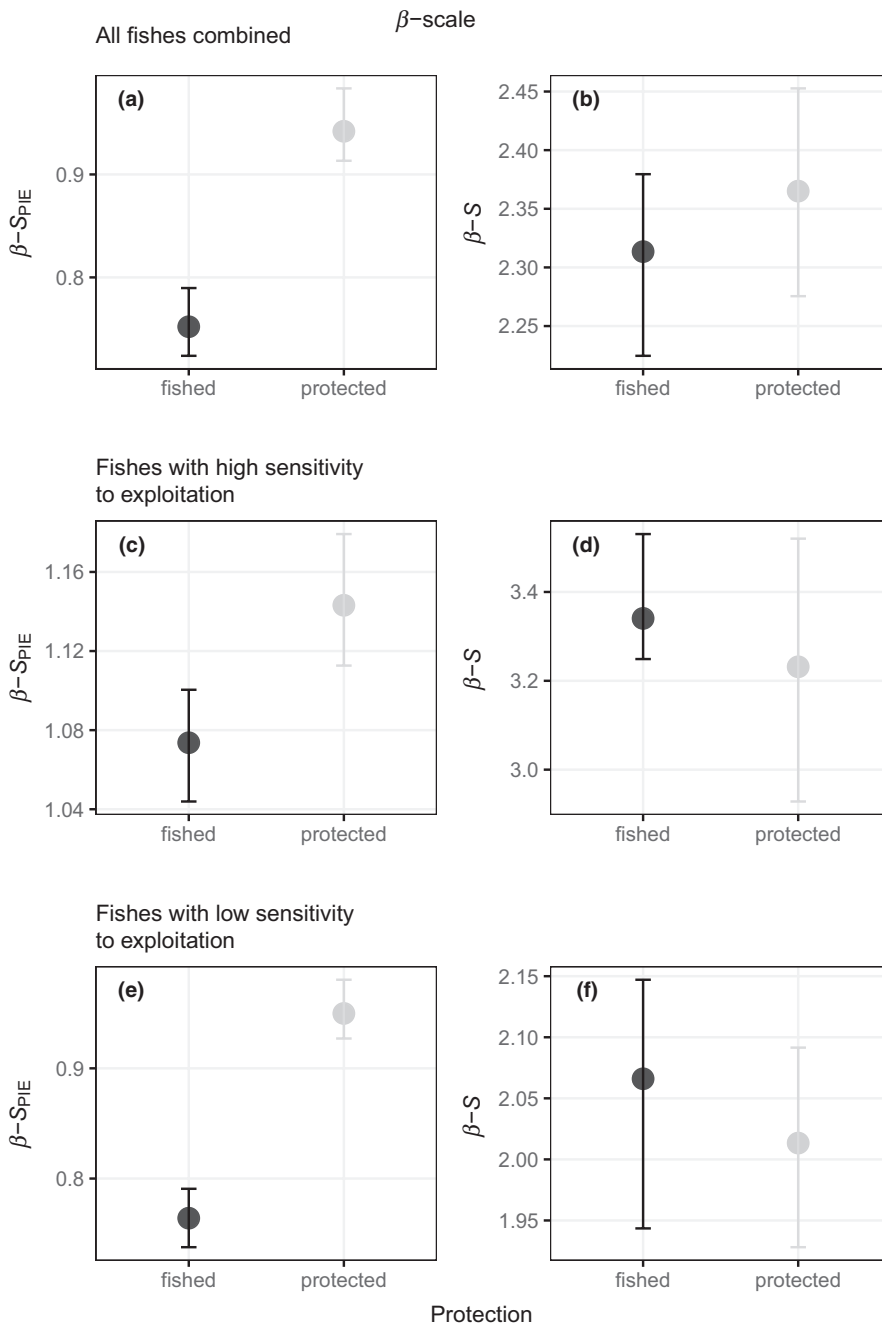 β−scale
All fishes combined
(a)
0.9
0.8
β−S_PIE
fished
protected
(b)
2.45
2.40
2.35
2.30
2.25
β−S
fished
protected
Fishes with high sensitivity
to exploitation
(c)
1.16
1.12
1.08
1.04
β−S_PIE
fished
protected
(d)
3.4
3.2
3.0
β−S
fished
protected
Fishes with low sensitivity
to exploitation
(e)
0.9
0.8
β−S_PIE
fished
protected
(f)
2.15
2.10
2.05
2.00
1.95
β−S
fished
protected
Protection